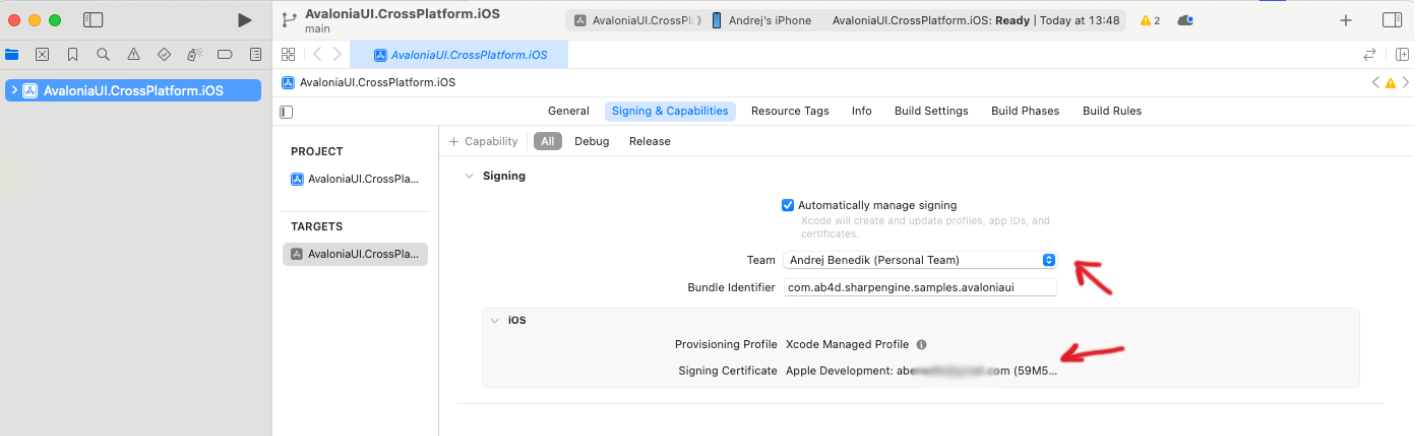 AvaloniaUI.CrossPlatform.iOS
main
AvaloniaUI.CrossPl. Andrej's iPhone AvaloniaUI.CrossPlatform.iOS: Ready | Today at 13:48 2
AvaloniaUI.CrossPlatform.iOS
AvaloniaUI.CrossPlatform.iOS
AvaloniaUI.CrossPlatform.iOS
General Signing & Capabilities Resource Tags Info Build Settings Build Phases Build Rules
+ Capability All Debug Release
PROJECT
AvaloniaUI.CrossPla...
TARGETS
AvaloniaUI.CrossPla...
Signing
Automatically manage signing
Xcode will create and update profiles, app IDs, and
certificates.
Team Andrej Benedik (Personal Team)
Bundle Identifier com.ab4d.sharpengine.samples.avaloniaui
iOS
Provisioning Profile Xcode Managed Profile
Signing Certificate Apple Development: (59M5...